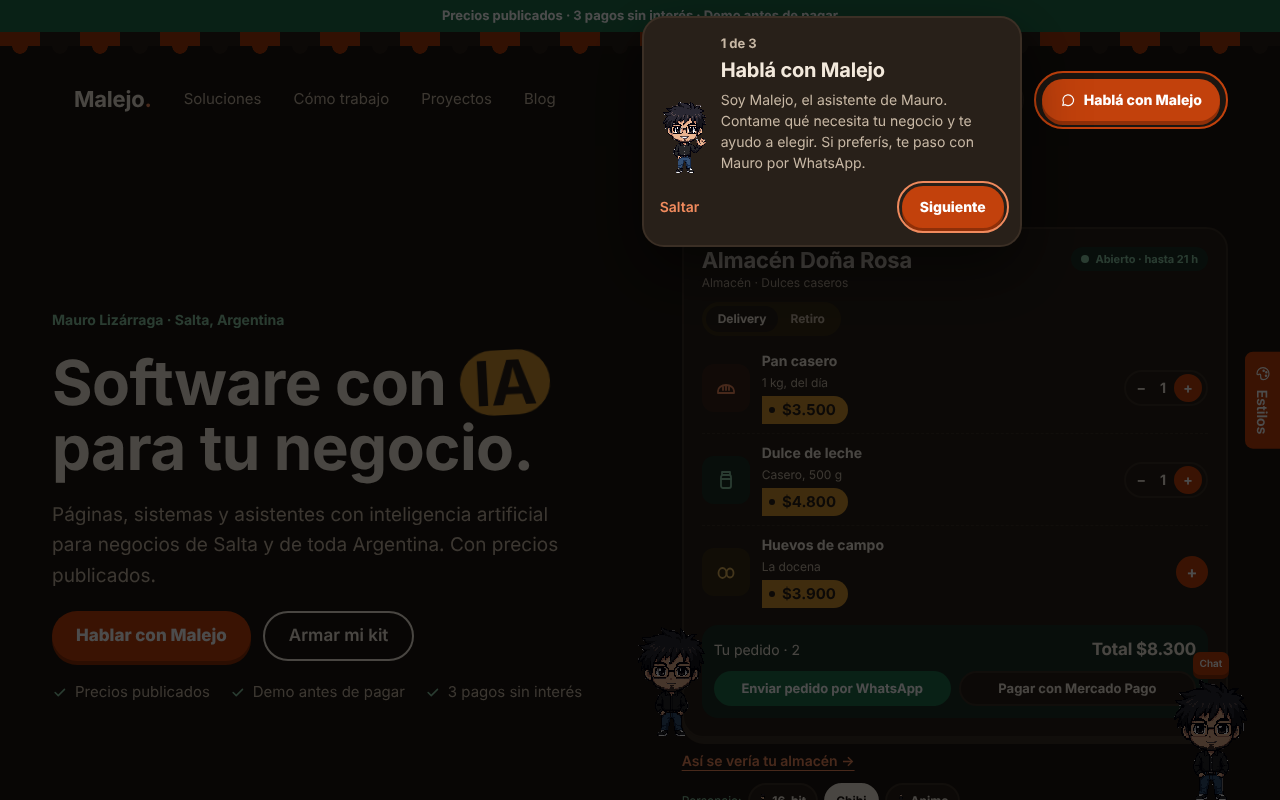 Precios publicados · 3 pagos sin interés · Demo antes de pagar
Malejo.
Soluciones
Cómo trabajo
Proyectos
Blog
1 de 3
Hablá con Malejo
Soy Malejo, el asistente de Mauro.
Contame qué necesita tu negocio y te
ayudo a elegir. Si preferís, te paso con
Mauro por WhatsApp.
Saltar
Siguiente
Hablá con Malejo
Mauro Lizárraga · Salta, Argentina
Software con IA
para tu negocio.
Páginas, sistemas y asistentes con inteligencia artificial
para negocios de Salta y de toda Argentina. Con precios
publicados.
Hablar con Malejo
Armar mi kit
Precios publicados
Demo antes de pagar
3 pagos sin interés
Almacén Doña Rosa
Abierto · hasta 21 h
Almacén · Dulces caseros
Delivery
Retiro
Pan casero
1 kg, del día
$3.500
− 1 +
Dulce de leche
Casero, 500 g
$4.800
− 1 +
Huevos de campo
La docena
$3.900
+
Tu pedido · 2
Total $8.300
Enviar pedido por WhatsApp
Pagar con Mercado Pago
Así se vería tu almacén →
Estilos
Chat
16-bit
Chibi
Anime